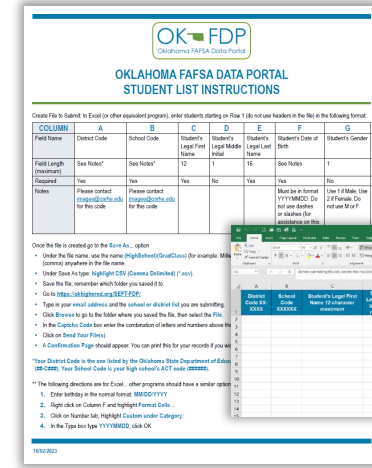 OK FDP
Oklahoma FAFSA Data Portal
OKLAHOMA FAFSA DATA PORTAL
STUDENT LIST INSTRUCTIONS
Create File to Submit: In Excel (or other equivalent program), enter students starting on Row 1 (do not use headers in the file) in the following format:
COLUMN A B C D E F G
Field Name District Code School Code Student's Legal First Name Student's Legal Middle Initial Student's Legal Last Name Student's Date of Birth Student's Gender
Field Length (maximum) See Notes* See Notes* 12 1 16 See Notes 1
Required Yes Yes Yes No Yes Yes No
Notes Please contact images@osrhe.edu for this code Please contact images@osrhe.edu for this code Must be in format YYYYMMDD. Do not use dashes or slashes (for assistance on this Use 1 if Male; Use 2 if Female. Do not use M or F
Once the file is created go to the Save As... option
• Under the file name, use the name (HighSchool)(GradClass) (for example: Mille
(comma) anywhere in the file name.
• Under Save As type: highlight CSV (Comma Delimited) (*.csv).
• Save the file; remember which folder you saved it to.
• Go to https://okhighered.org/SEFT-FDP/.
• Type in your email address and the school or district list you are submitting.
• Click Browse to go to the folder where you saved the file, then select the File.
• In the Captcha Code box enter the combination of letters and numbers above the
• Click on Send Your File(s).
• A Confirmation Page should appear. You can print this for your records if you wi
*Your District Code is the one listed by the Oklahoma State Department of Educ
(##-C###). Your School Code is your high school's ACT code (######).
** The following directions are for Excel... other programs should have a similar option
1. Enter birthday in the normal format: MM/DD/YYYY
2. Right click on Column F and highlight Format Cells...
3. Click on Number tab; Highlight Custom under Category:
4. In the Type box type YYYYMMDD; click OK
10/02/2023
A B C
District Code XX-XXXX School Code XXXXXX Student's Legal First Name 12 character maximum